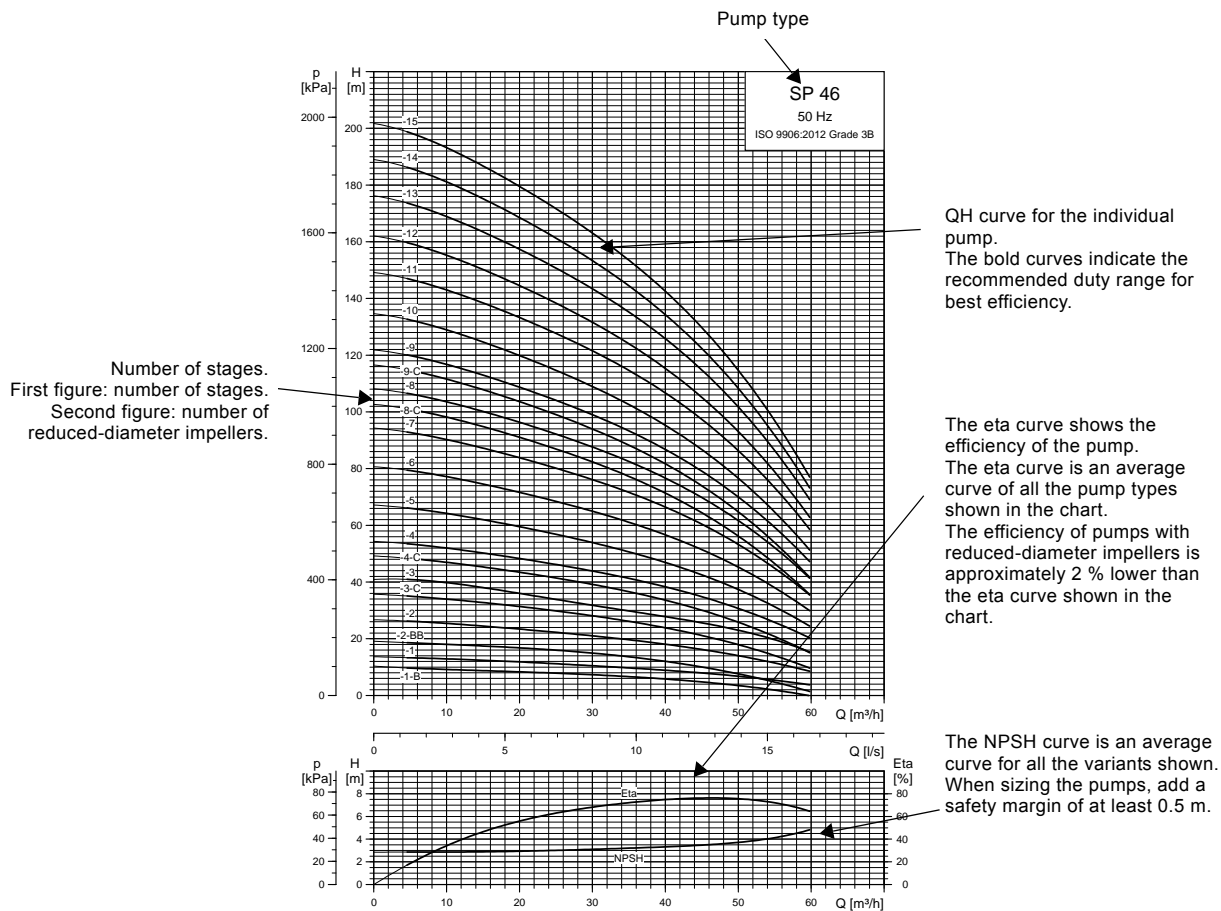 Pump type
p
[kPa]
H
[m]
SP 46
50 Hz
ISO 9906:2012 Grade 3B
2000
1600
1200
800
400
0
200
180
160
140
120
100
80
60
40
20
0
-15
-14
-13
-12
-11
-10
-9
-9-C
-8
-8-C
-7
-6
-5
-4
-4-C
-3
-3-C
-2
-2-BB
-1
-1-B
0 10 20 30 40 50 60 Q [m³/h]
0 5 10 15 Q [l/s]
QH curve for the individual
pump.
The bold curves indicate the
recommended duty range for
best efficiency.
Number of stages.
First figure: number of stages.
Second figure: number of
reduced-diameter impellers.
The eta curve shows the
efficiency of the pump.
The eta curve is an average
curve of all the pump types
shown in the chart.
The efficiency of pumps with
reduced-diameter impellers is
approximately 2 % lower than
the eta curve shown in the
chart.
p
[kPa]
H
[m]
Eta
[%]
80
60
40
20
0
8
6
4
2
0
Eta
NPSH
80
60
40
20
0
0 10 20 30 40 50 60 Q [m³/h]
The NPSH curve is an average
curve for all the variants shown.
When sizing the pumps, add a
safety margin of at least 0.5 m.